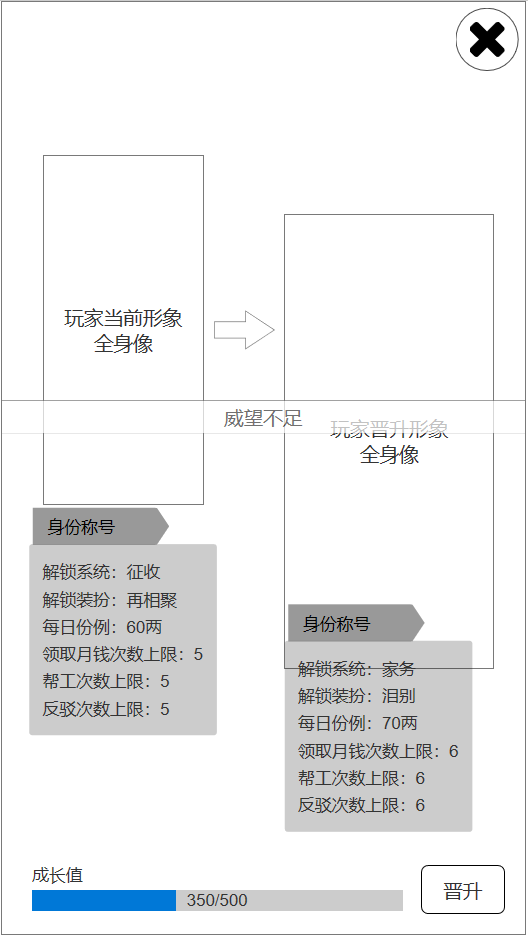 玩家当前形象
全身像
威望不足
玩家晋升形象
全身像
身份称号
解锁系统：征收
解锁装扮：再相聚
每日份例：60两
领取月钱次数上限：5
帮工次数上限：5
反驳次数上限：5
身份称号
解锁系统：家务
解锁装扮：泪别
每日份例：70两
领取月钱次数上限：6
帮工次数上限：6
反驳次数上限：6
成长值
350/500
晋升